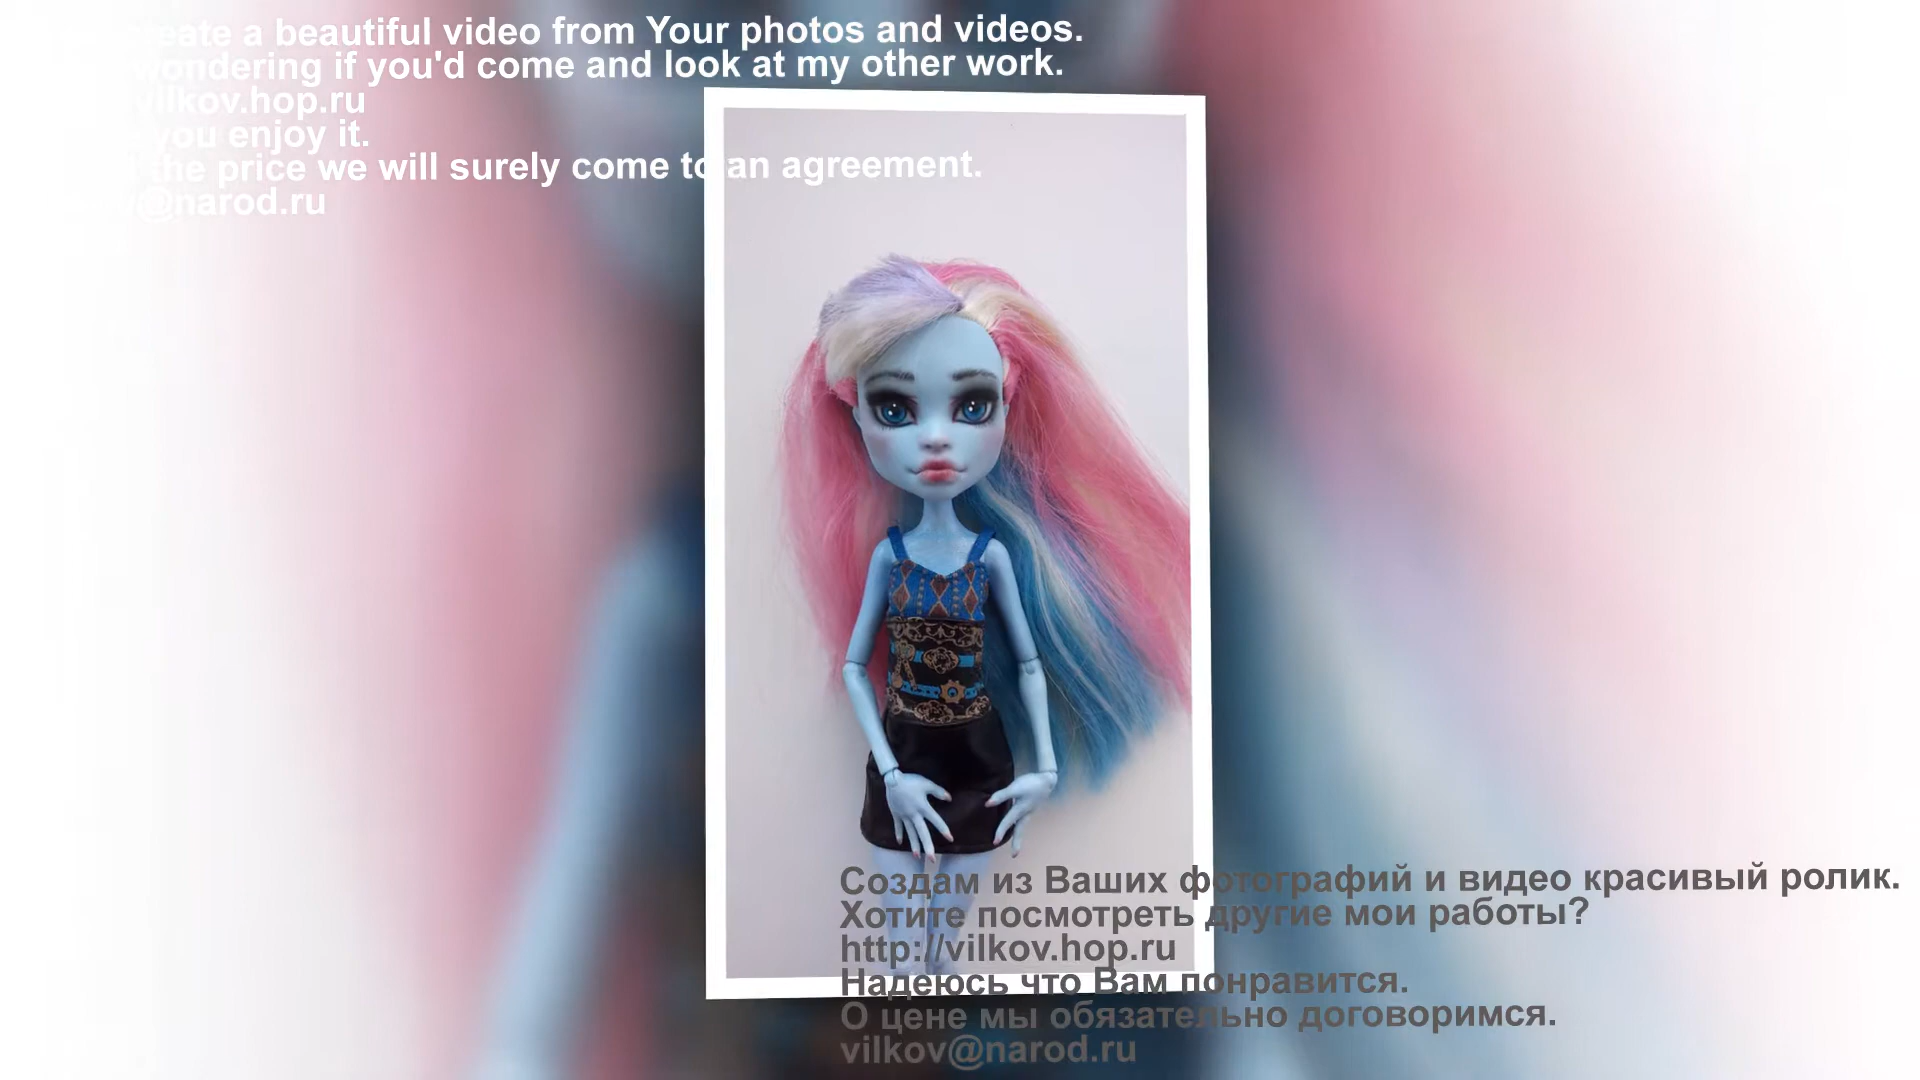 create a beautiful video from Your photos and videos.
wondering if you'd come and look at my other work.
vilkov.hop.ru
you enjoy it.
the price we will surely come to an agreement.
@narod.ru
Создам из Ваших фотографий и видео красивый ролик.
Хотите посмотреть другие мои работы?
http://vilkov.hop.ru
Надеюсь что Вам понравится.
О цене мы обязательно договоримся.
vilkov@narod.ru